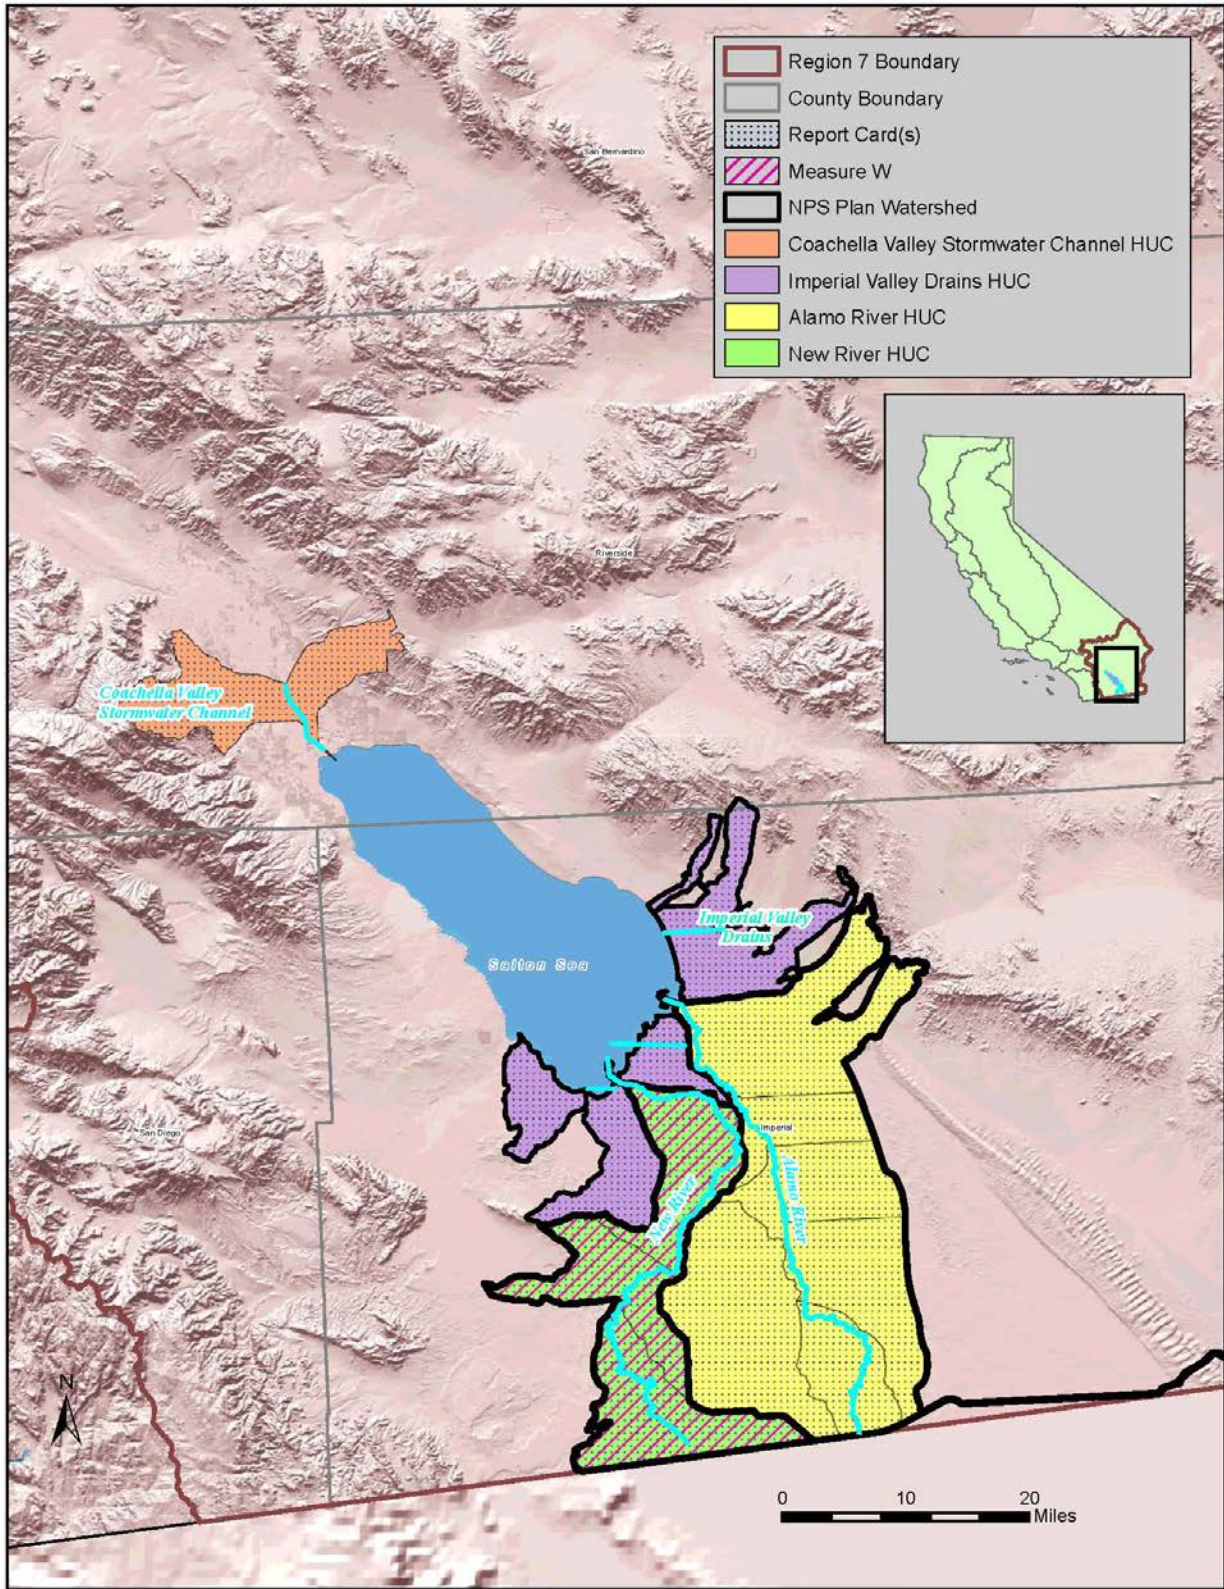 Region 7 Boundary
County Boundary
Report Card(s)
Measure W
NPS Plan Watershed
Coachella Valley Stormwater Channel HUC
Imperial Valley Drains HUC
Alamo River HUC
New River HUC
San Bernardino
Riverside
Coachella Valley
Stormwater Channel
Imperial Valley
Drains
Salton Sea
San Diego
Imperial
New River
Alamo River
N
0 10 20
Miles